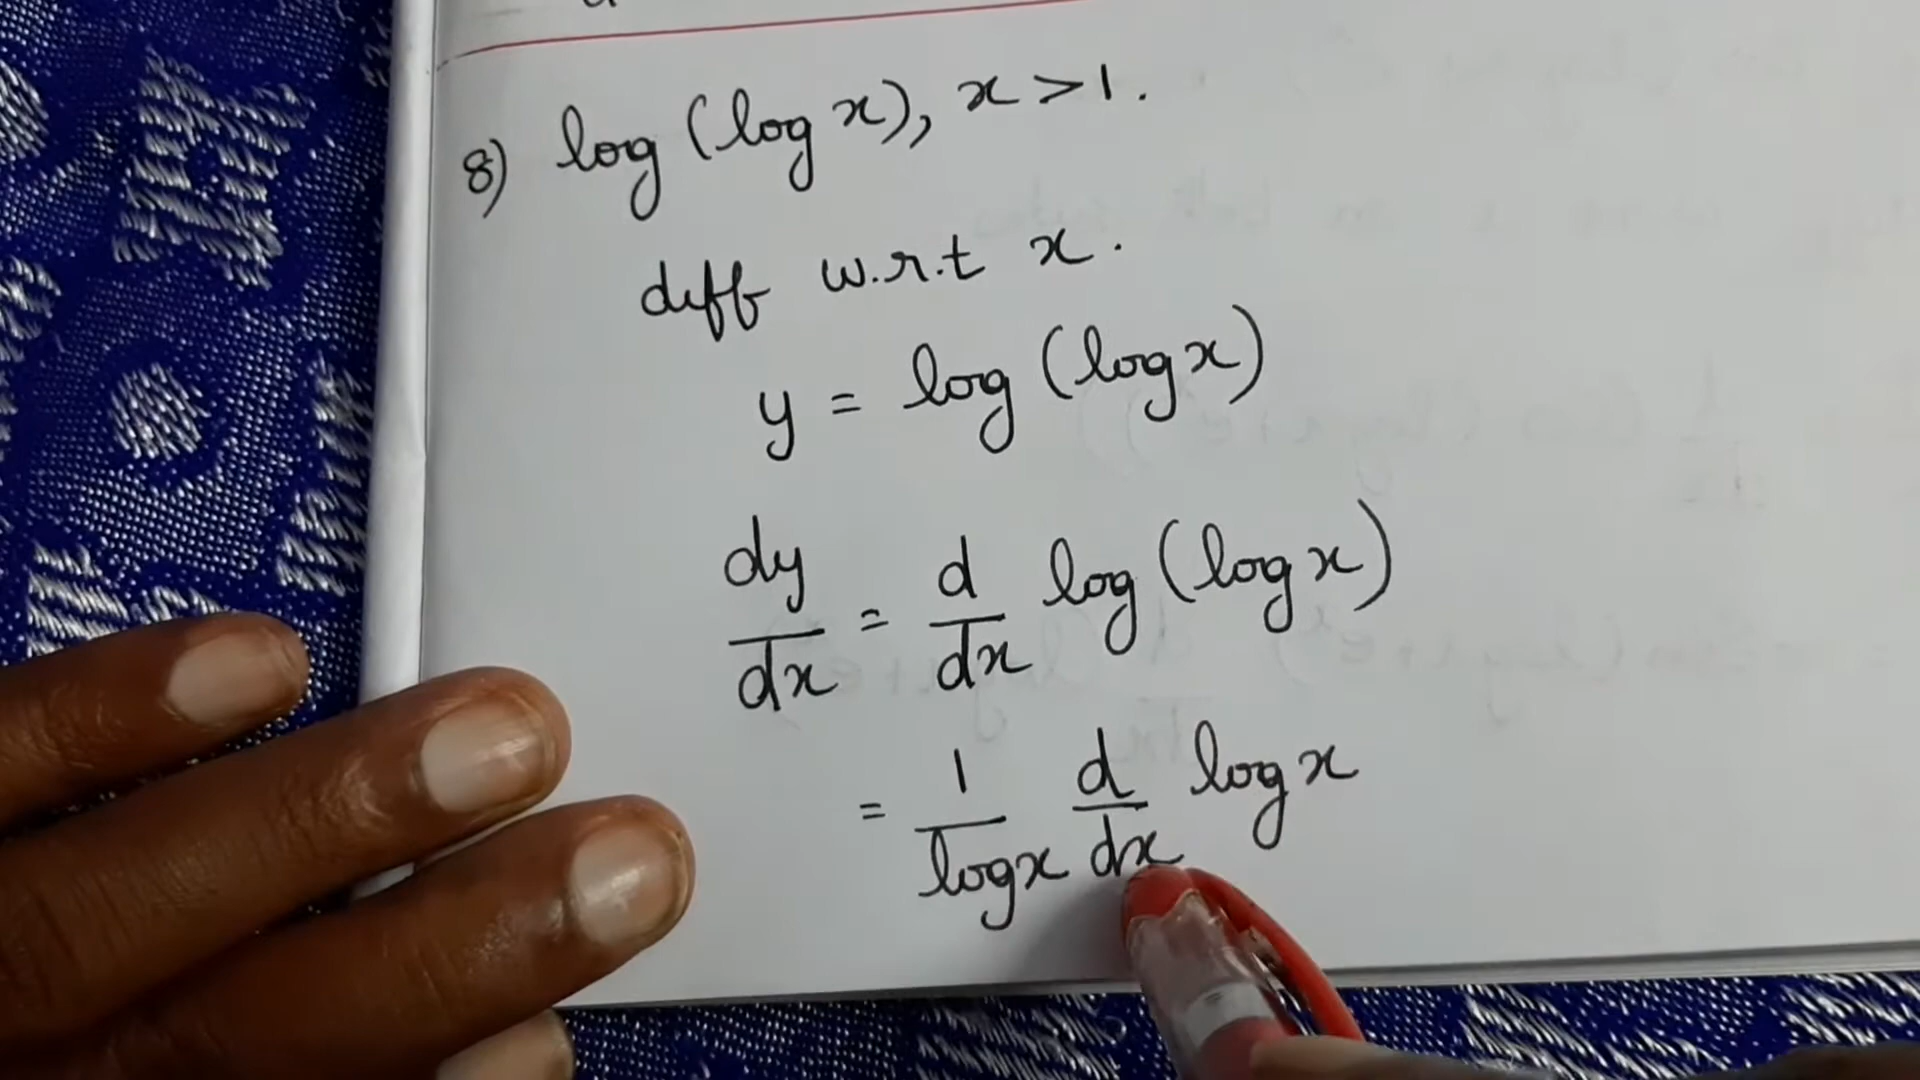 8) log (log x), x > 1.
diff w.r.t x.
y = log (log x)
dy/dx = d/dx log (log x)
= 1/log x d/dx log x